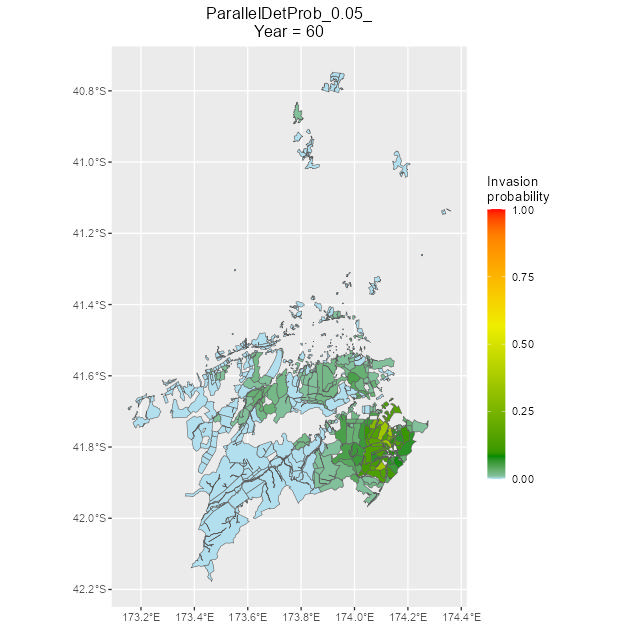 ParallelDetProb_0.05_
Year = 60
40.8°S
41.0°S
41.2°S
41.4°S
41.6°S
41.8°S
42.0°S
42.2°S
173.2°E 173.4°E 173.6°E 173.8°E 174.0°E 174.2°E 174.4°E
Invasion
probability
1.00
0.75
0.50
0.25
0.00